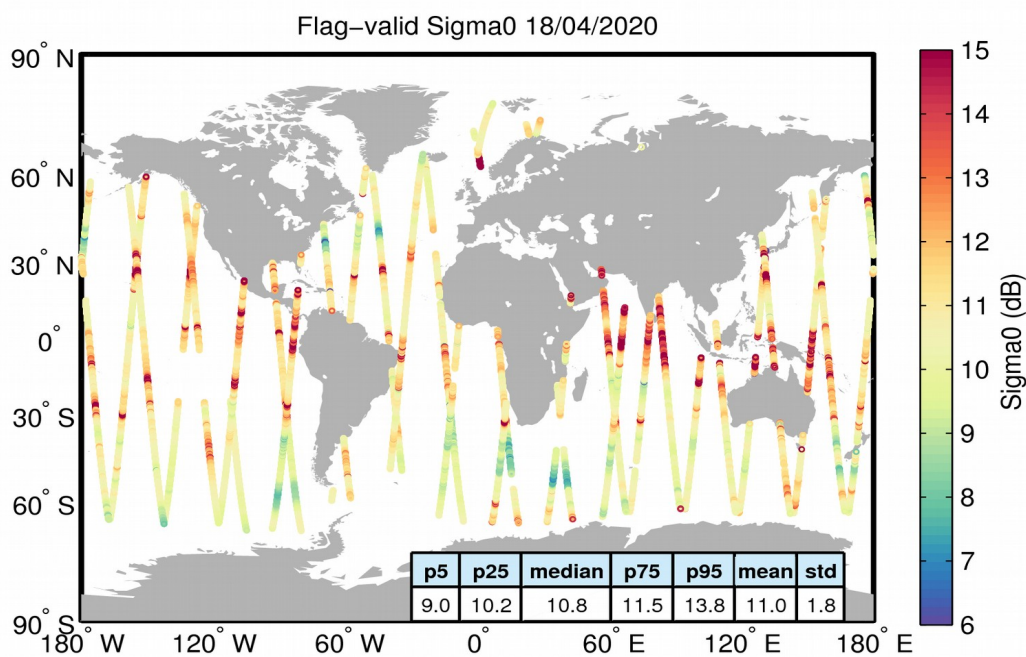 Flag–valid Sigma0 18/04/2020
90° N
60° N
30° N
0°
30° S
60° S
90° S
180° W
120° W
60° W
0°
60° E
120° E
180° E
p5 p25 median p75 p95 mean std
9.0 10.2 10.8 11.5 13.8 11.0 1.8
15
14
13
12
11
10
9
8
7
6
Sigma0 (dB)